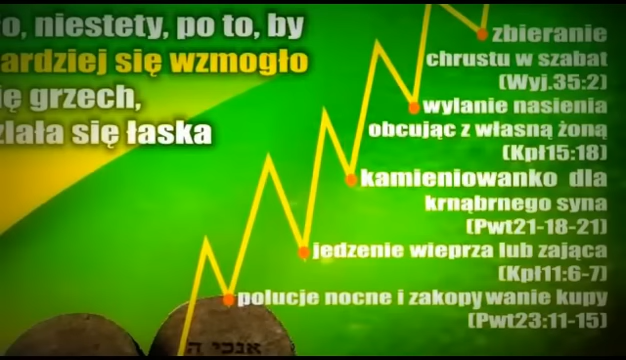 o, niestety, po to, by
ardziej się wzmogło
ię grzech,
ziała się łaska
zbieranie
chrustu w szabat
(Wyj.35:2)
wylanie nasienia
obcując z własną żoną
(Kpł15:18)
kamieniowanko dla
krnąbrnego syna
(Pwt21-18-21)
jedzenie wieprza lub zająca
(Kpł11:6-7)
polucje nocne i zakopywanie kupy
(Pwt23:11-15)
אנכי ה